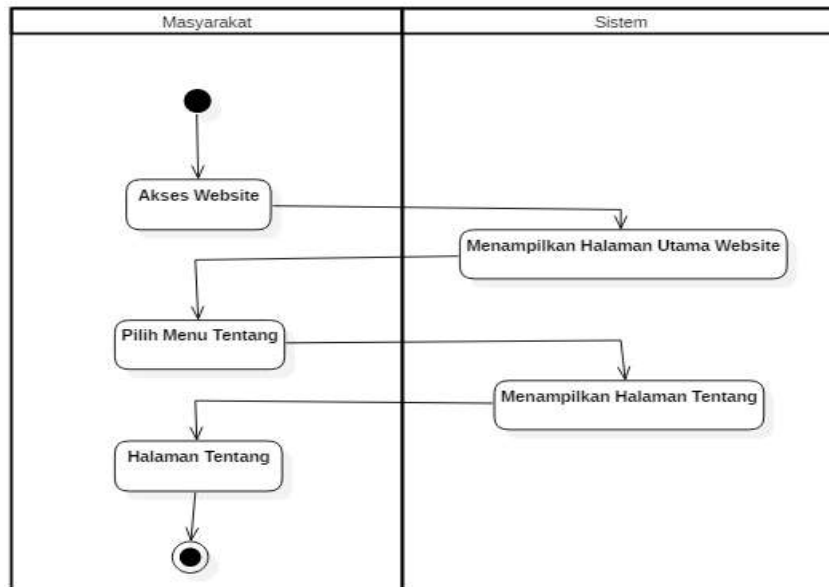 Masyarakat
Sistem
Akses Website
Menampilkan Halaman Utama Website
Pilih Menu Tentang
Menampilkan Halaman Tentang
Halaman Tentang